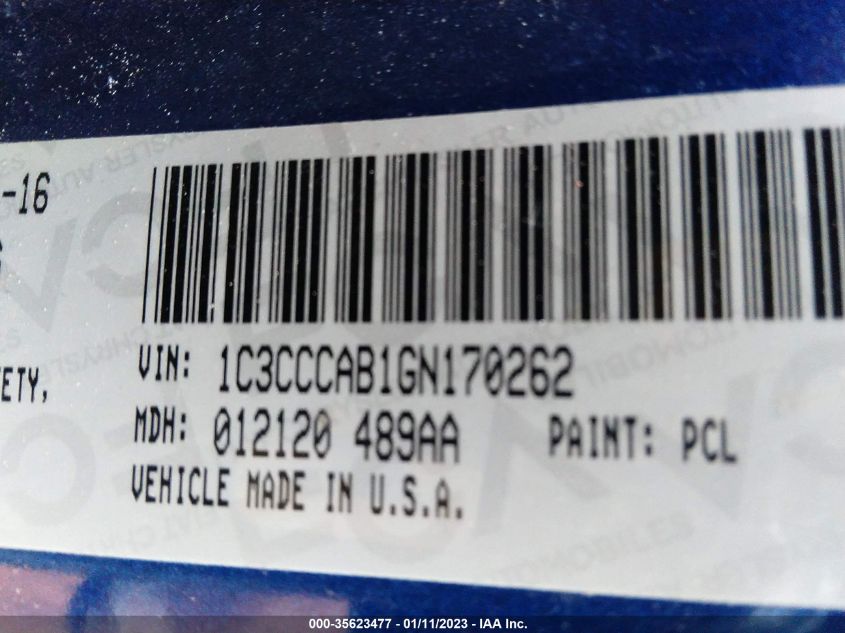 -16
ETY,
VIN: 1C3CCCAB1GN170262
MDH: 012120 489AA PAINT: PCL
VEHICLE MADE IN U.S.A.
000-35623477 - 01/11/2023 - IAA Inc.